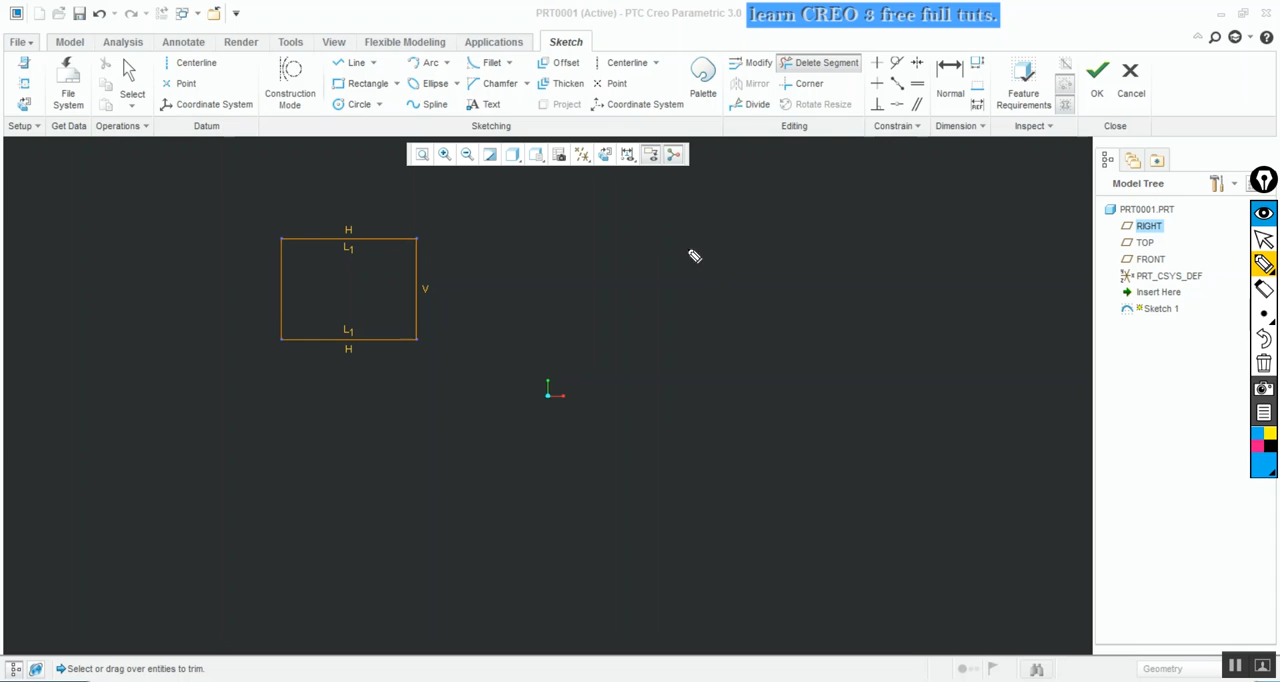 PRT0001 (Active) - PTC Creo Parametric 3.0
learn CREO 3 free full tuts.
File Model Analysis Annotate Render Tools View Flexible Modeling Applications Sketch
Centerline Line Arc Fillet Offset Centerline Modify Delete Segment
Point Rectangle Ellipse Chamfer Thicken Point Mirror Corner
Coordinate System Circle Spline Text Project Coordinate System Divide Rotate Resize
File System Select Construction Mode Palette Normal Feature Requirements OK Cancel
Setup Get Data Operations Datum Sketching Editing Constrain Dimension Inspect Close
Model Tree
PRT0001.PRT
RIGHT
TOP
FRONT
PRT_CSYS_DEF
Insert Here
Sketch 1
H
L1
V
L1
H
Select or drag over entities to trim.
Geometry